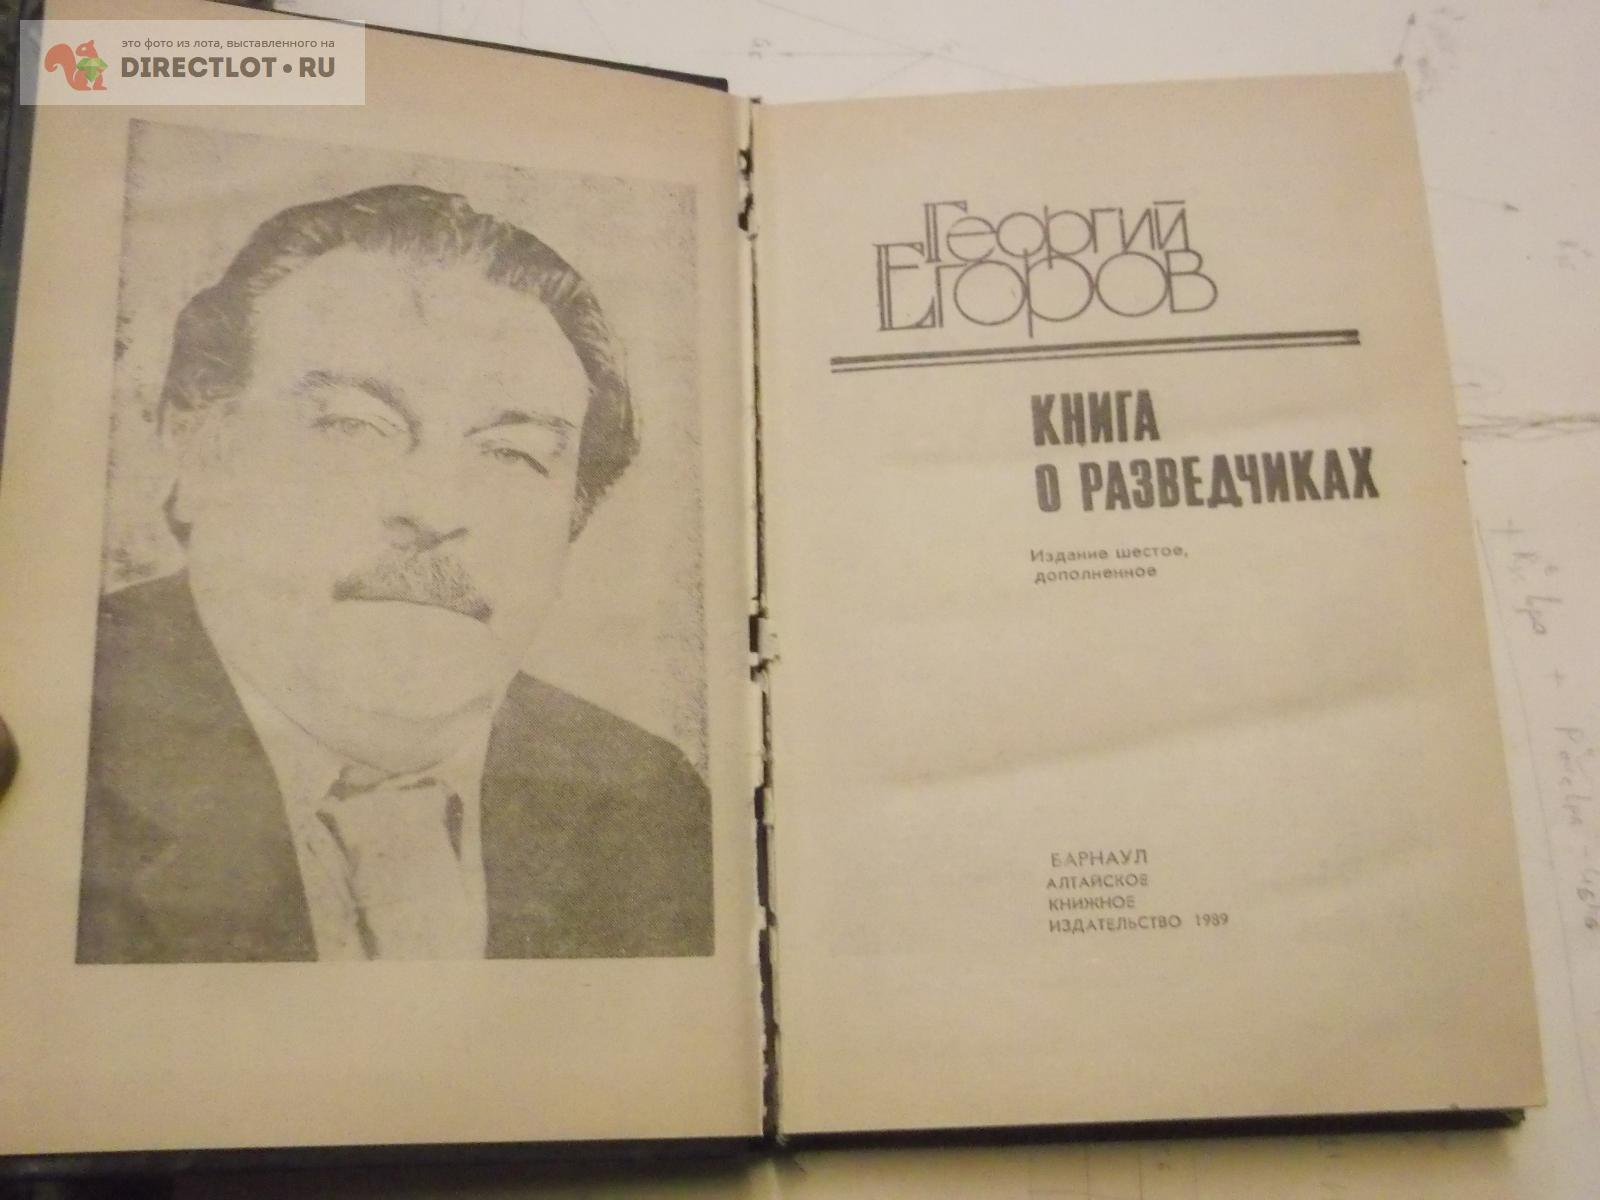 это фото из лота, выставленного на
DIRECTLOT•RU
Георгий
Егоров
КНИГА
О РАЗВЕДЧИКАХ
Издание шестое,
дополненное
БАРНАУЛ
АЛТАЙСКОЕ
КНИЖНОЕ
ИЗДАТЕЛЬСТВО 1989